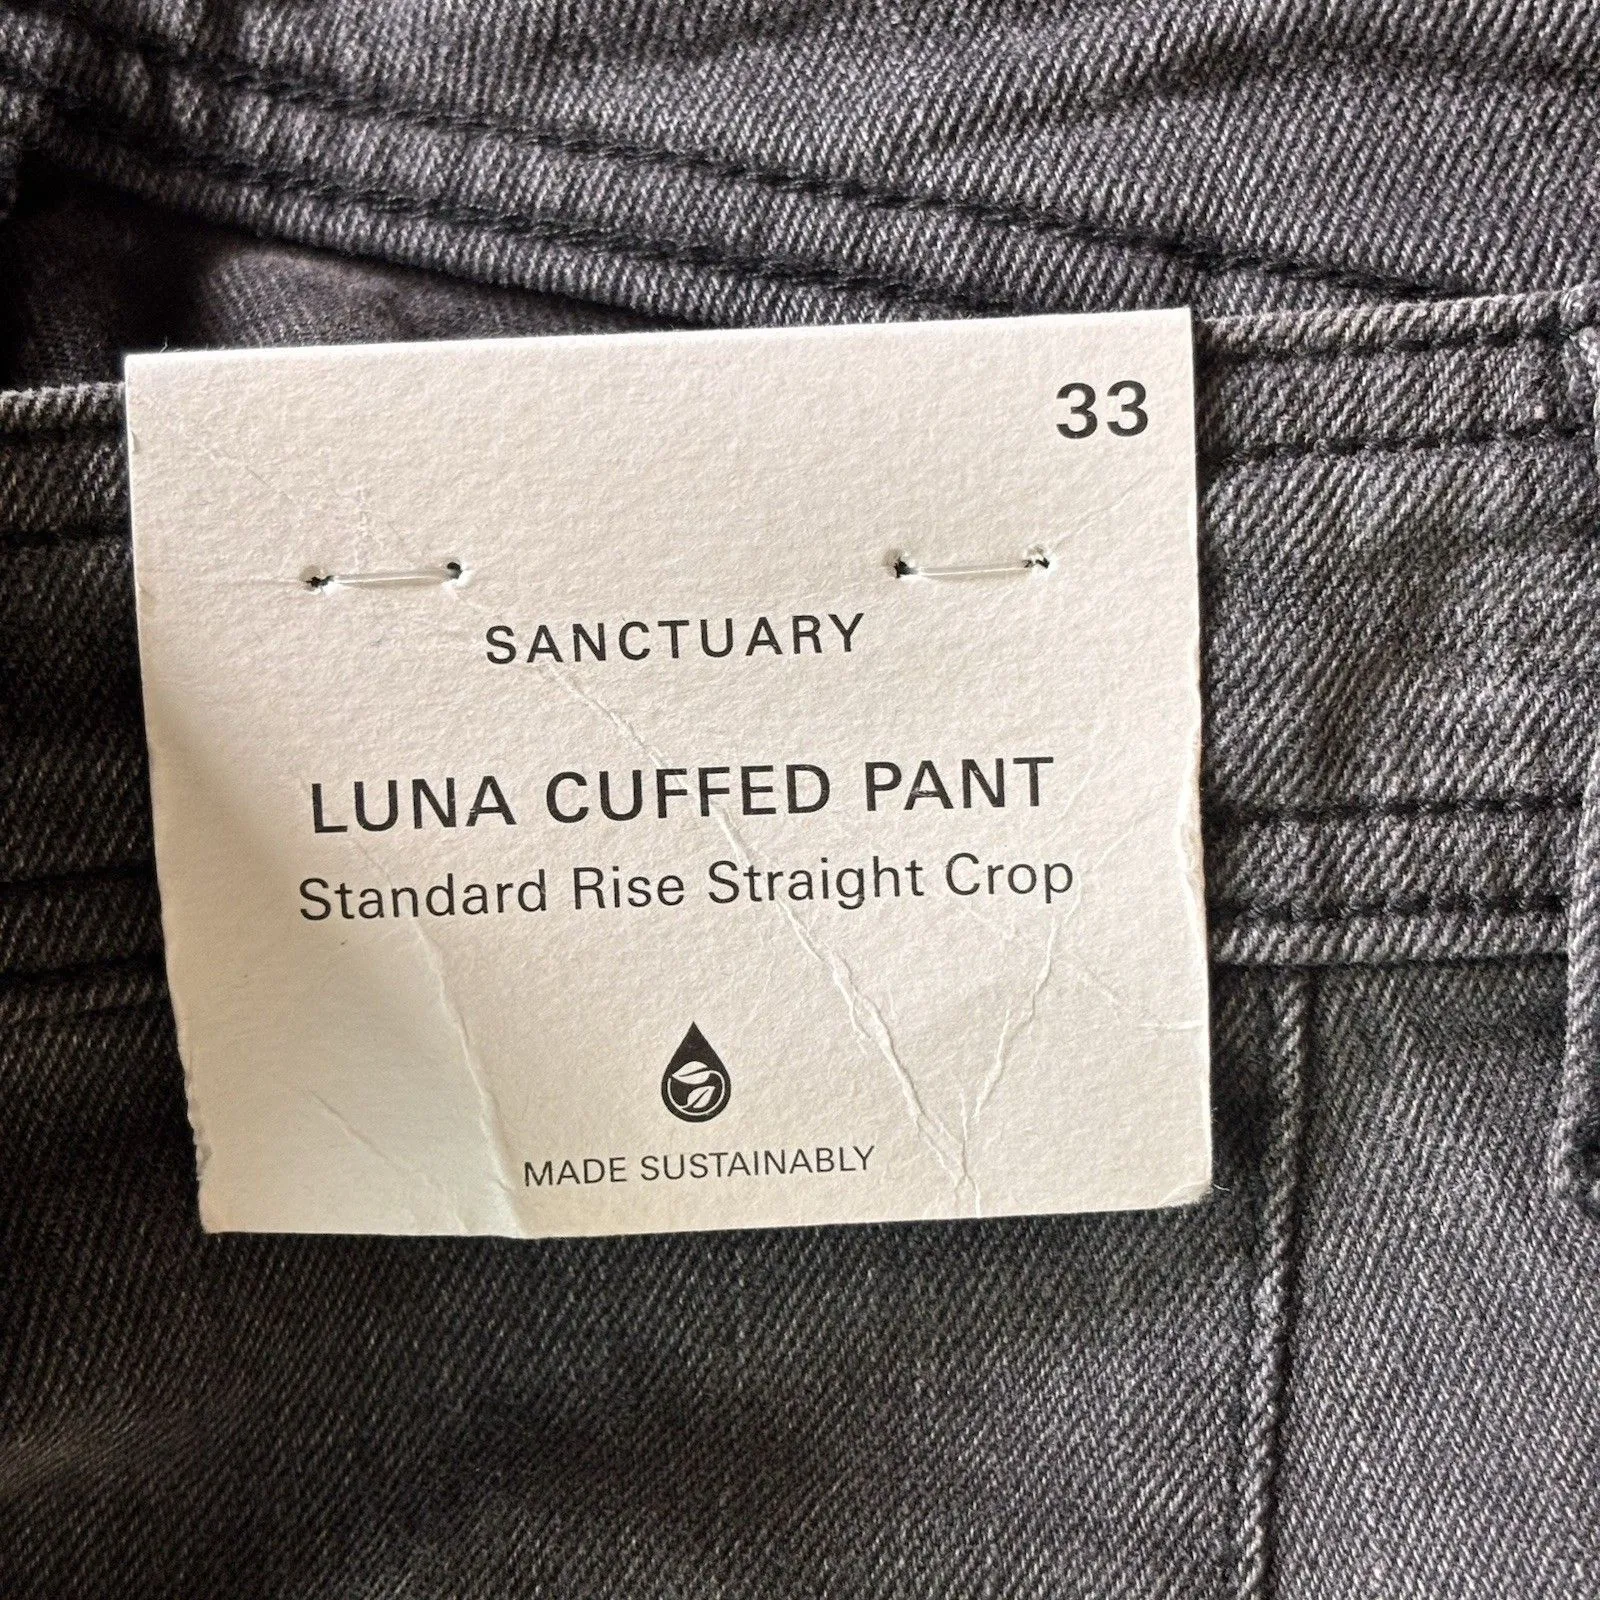 33
SANCTUARY
LUNA CUFFED PANT
Standard Rise Straight Crop
MADE SUSTAINABLY